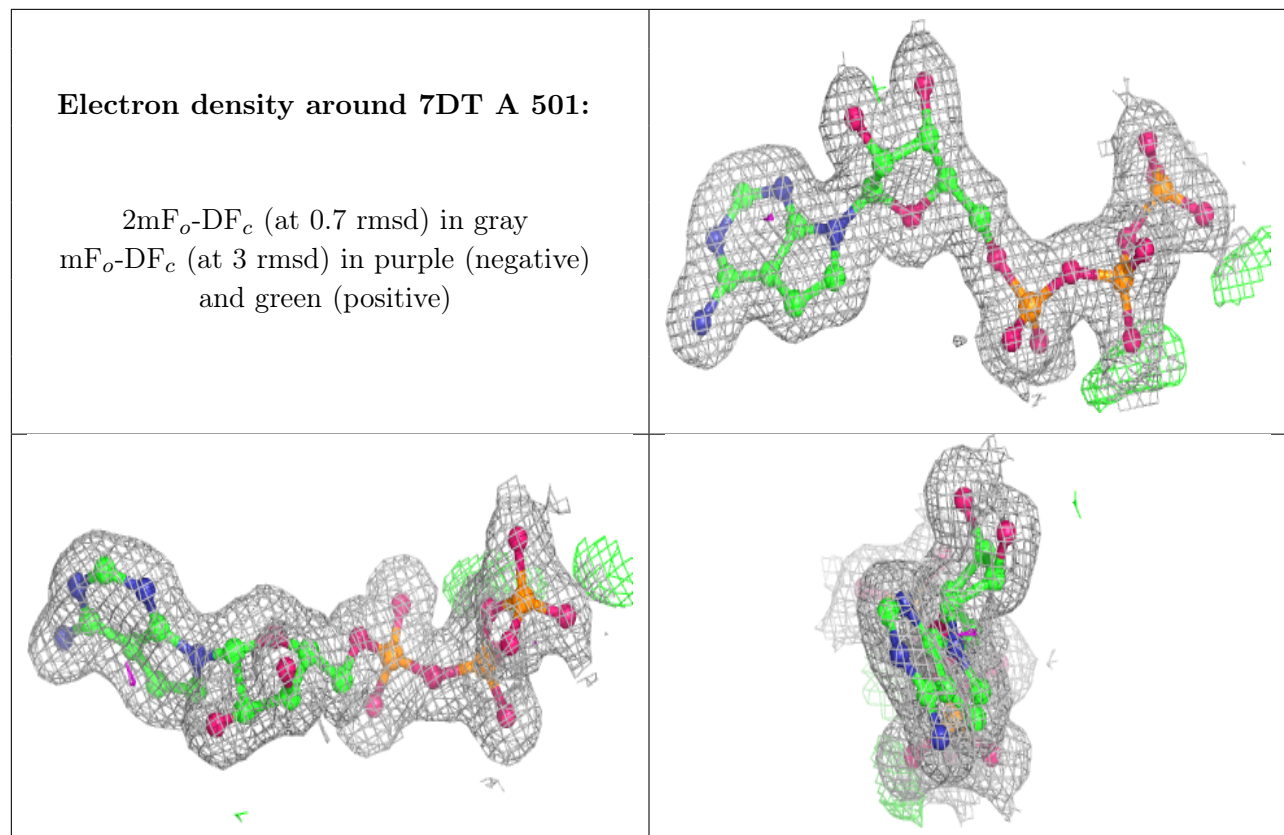 Electron density around 7DT A 501:
2mFₒ-DF𝒸 (at 0.7 rmsd) in gray
mFₒ-DF𝒸 (at 3 rmsd) in purple (negative)
and green (positive)